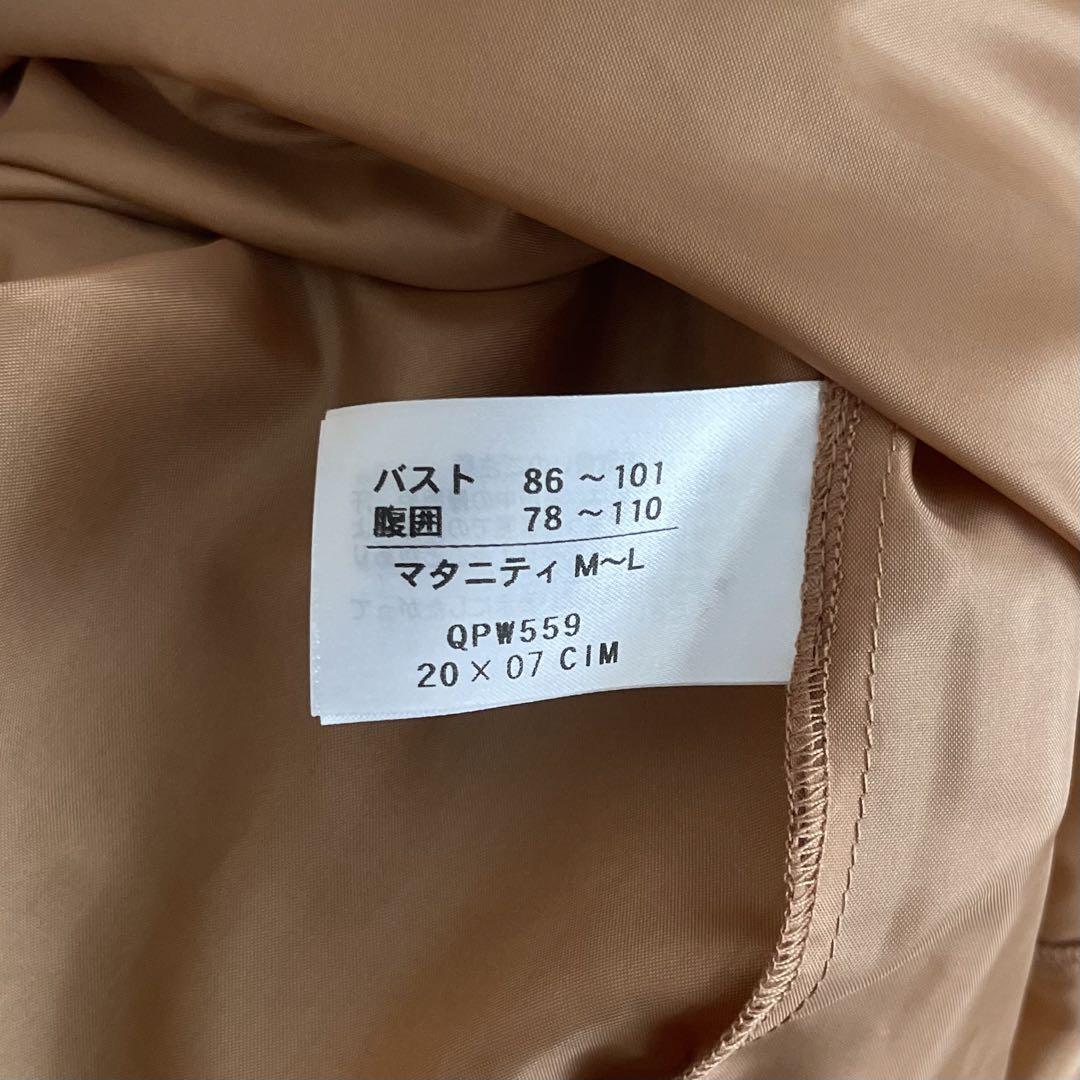 バスト 86 ~ 101
腹囲 78 ~ 110
マタニティ M~L
QPW559
20 × 07 CIM